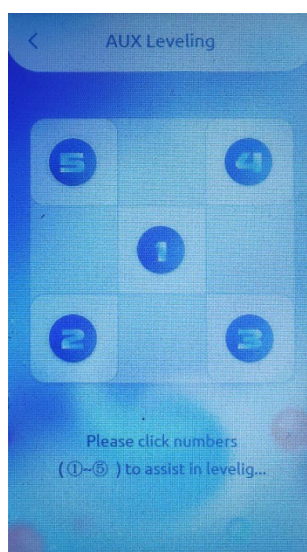 AUX Leveling
5 4
1
2 3
Please click numbers
(①~⑤ ) to assist in levelig...